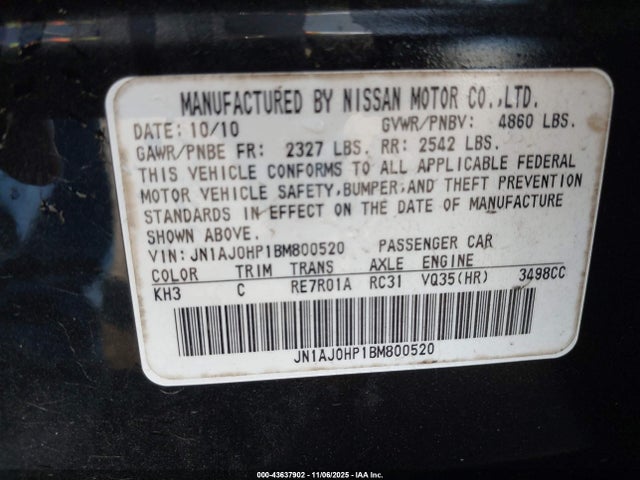 MANUFACTURED BY NISSAN MOTOR CO.,LTD.
DATE: 10/10 GVWR/PNBV: 4860 LBS.
GAWR/PNBE FR: 2327 LBS. RR: 2542 LBS.
THIS VEHICLE CONFORMS TO ALL APPLICABLE FEDERAL
MOTOR VEHICLE SAFETY,BUMPER,AND THEFT PREVENTION
STANDARDS IN EFFECT ON THE DATE OF MANUFACTURE
SHOWN ABOVE.
VIN: JN1AJ0HP1BM800520 PASSENGER CAR
COLOR TRIM TRANS AXLE ENGINE
KH3 C RE7R01A RC31 VQ35(HR) 3498CC
JN1AJ0HP1BM800520
000-43637902 - 11/06/2025 - IAA Inc.